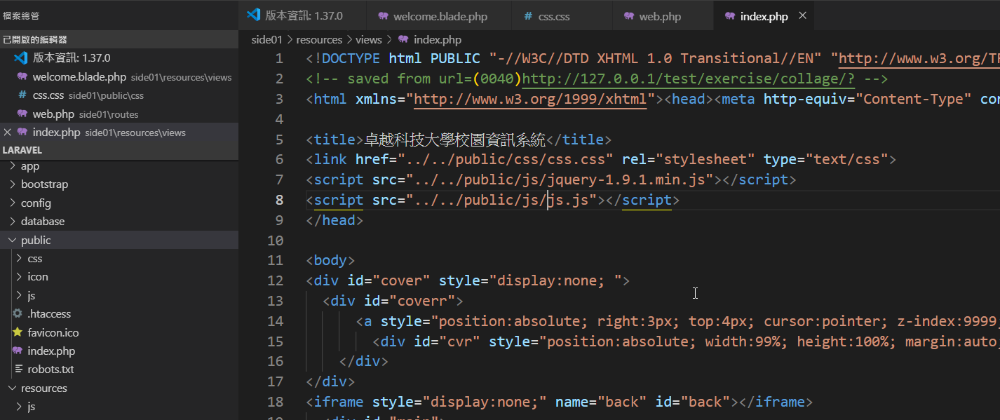 檔案總管
已開啟的編輯器
版本資訊: 1.37.0
welcome.blade.php side01\resources\views
css.css side01\public\css
web.php side01\routes
index.php side01\resources\views
LARAVEL
app
bootstrap
config
database
public
css
icon
js
.htaccess
favicon.ico
index.php
robots.txt
resources
js
版本資訊: 1.37.0 welcome.blade.php css.css web.php index.php
side01 > resources > views > index.php
1 <!DOCTYPE html PUBLIC "-//W3C//DTD XHTML 1.0 Transitional//EN" "http://www.w3.org/TR
2 <!-- saved from url=(0040)http://127.0.0.1/test/exercise/collage/? -->
3 <html xmlns="http://www.w3.org/1999/xhtml"><head><meta http-equiv="Content-Type" con
4
5 <title>卓越科技大學校園資訊系統</title>
6 <link href="../../public/css/css.css" rel="stylesheet" type="text/css">
7 <script src="../../public/js/jquery-1.9.1.min.js"></script>
8 <script src="../../public/js/js.js"></script>
9 </head>
10
11 <body>
12 <div id="cover" style="display:none; ">
13 <div id="coverr">
14 <a style="position:absolute; right:3px; top:4px; cursor:pointer; z-index:9999
15 <div id="cvr" style="position:absolute; width:99%; height:100%; margin:auto
16 </div>
17 </div>
18 <iframe style="display:none;" name="back" id="back"></iframe>
19 <div id="main">